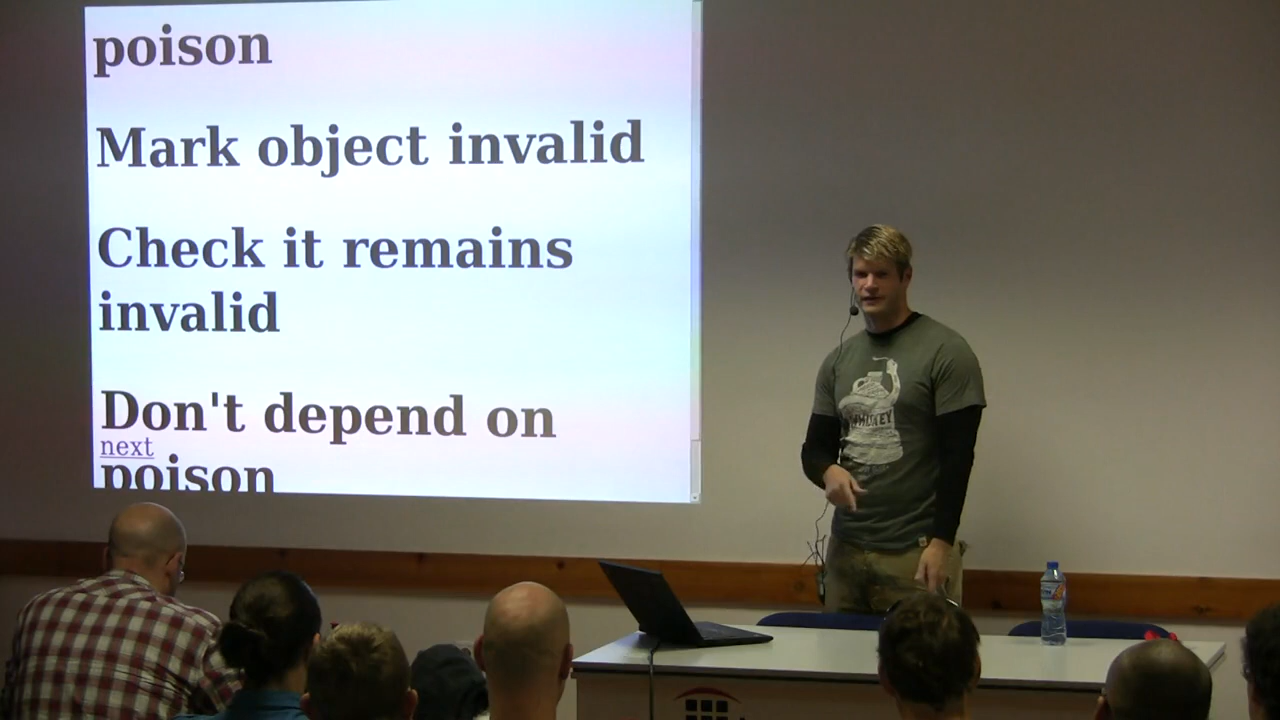 poison
Mark object invalid
Check it remains
invalid
Don't depend on
next
poison